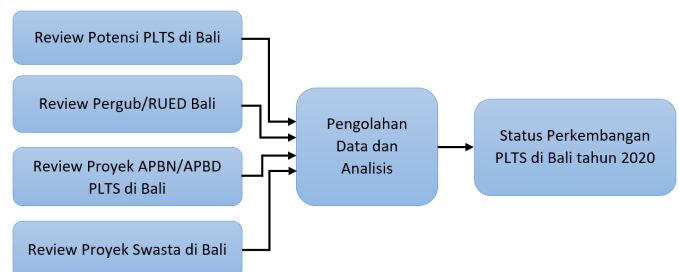 Review Potensi PLTS di Bali
Review Pergub/RUED Bali
Review Proyek APBN/APBD
PLTS di Bali
Review Proyek Swasta di Bali
Pengolahan
Data dan
Analisis
Status Perkembangan
PLTS di Bali tahun 2020